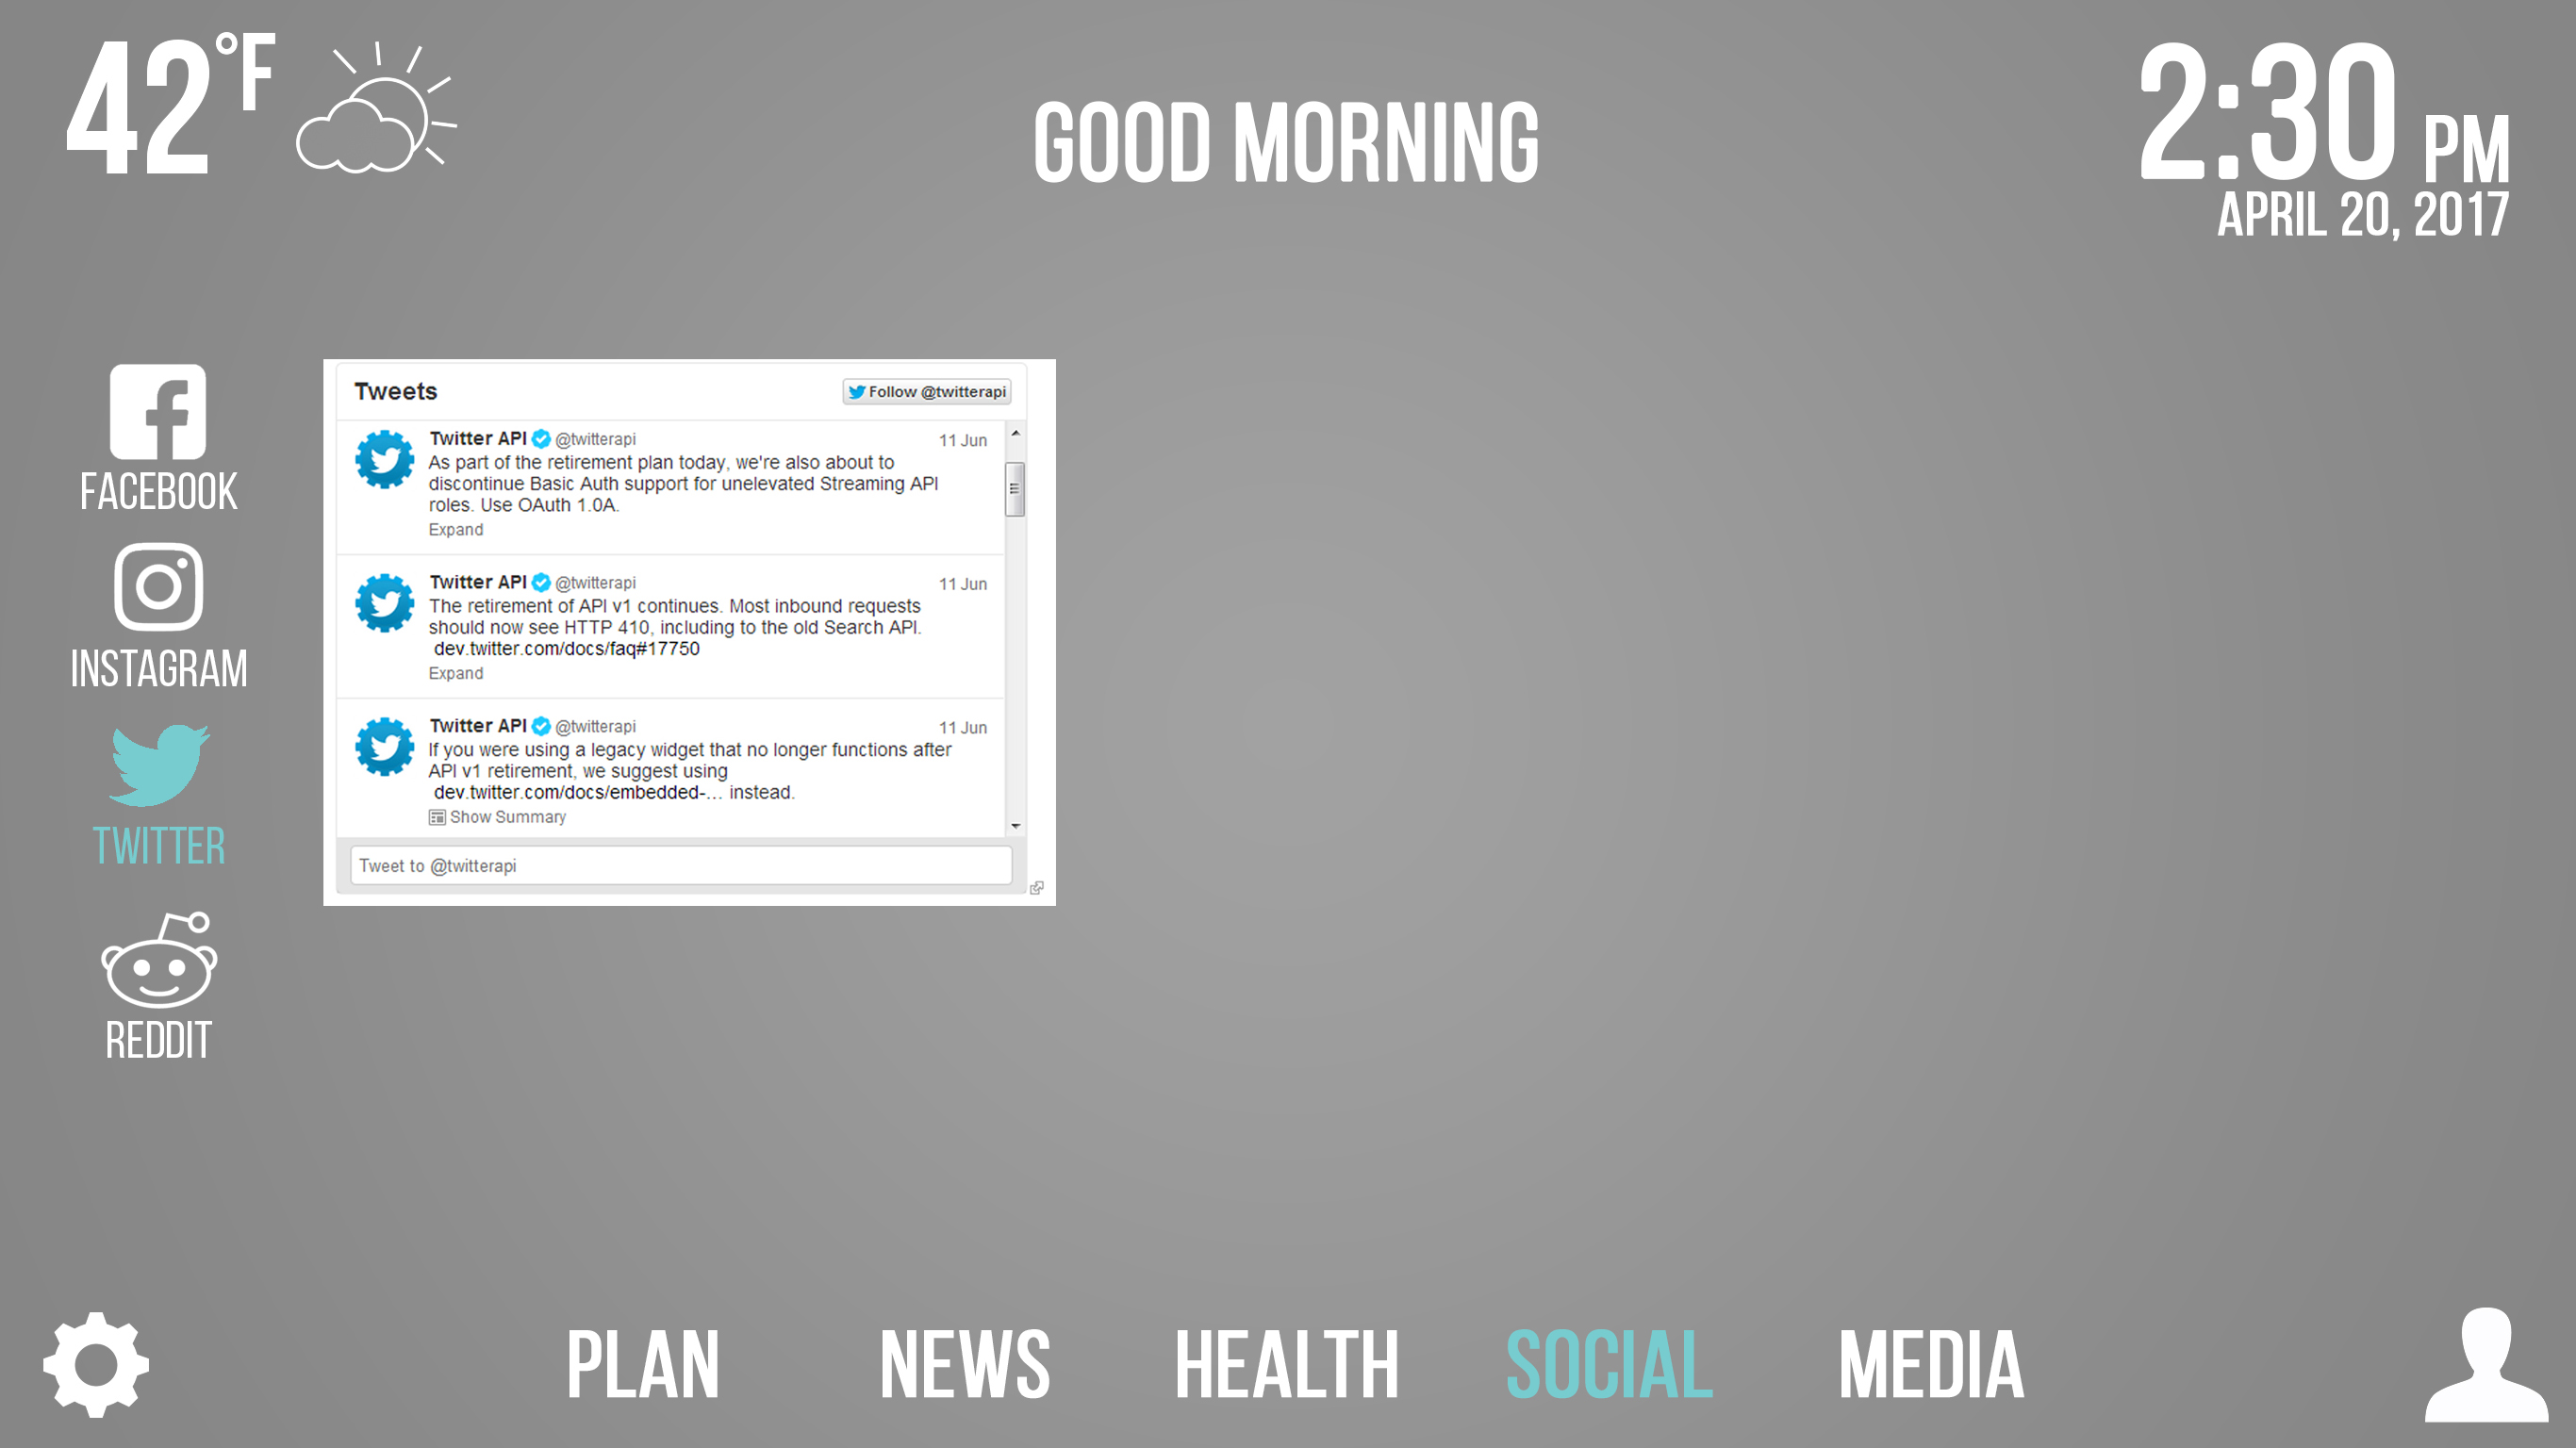 42°F
GOOD MORNING
2:30 PM
APRIL 20, 2017
FACEBOOK
INSTAGRAM
TWITTER
REDDIT
Tweets
Follow @twitterapi
Twitter API @twitterapi 11 Jun
As part of the retirement plan today, we're also about to
discontinue Basic Auth support for unelevated Streaming API
roles. Use OAuth 1.0A.
Expand
Twitter API @twitterapi 11 Jun
The retirement of API v1 continues. Most inbound requests
should now see HTTP 410, including to the old Search API.
dev.twitter.com/docs/faq#17750
Expand
Twitter API @twitterapi 11 Jun
If you were using a legacy widget that no longer functions after
API v1 retirement, we suggest using
dev.twitter.com/docs/embedded-… instead.
Show Summary
Tweet to @twitterapi
PLAN NEWS HEALTH SOCIAL MEDIA